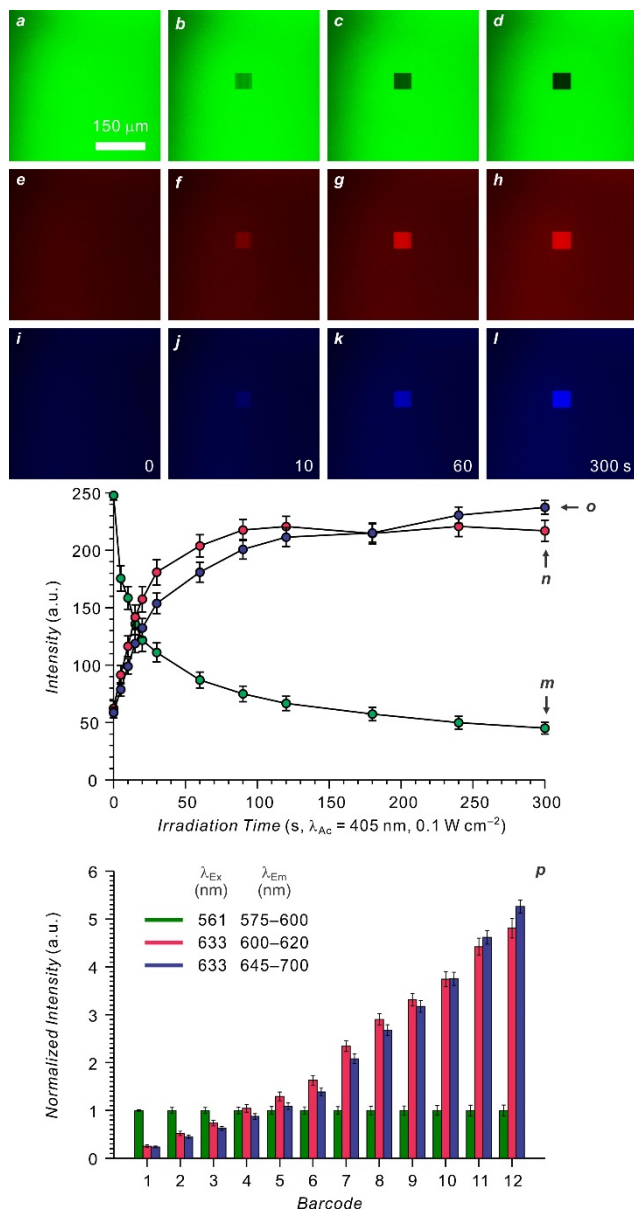 a b c d
150 μm
e f g h
i j k l
0 10 60 300 s
250
200
150
100
50
0
Intensity (a.u.)
o
n
m
0 50 100 150 200 250 300
Irradiation Time (s, λAc = 405 nm, 0.1 W cm⁻²)
p
6
5
4
3
2
1
0
Normalized Intensity (a.u.)
λEx λEm
(nm) (nm)
561 575–600
633 600–620
633 645–700
1 2 3 4 5 6 7 8 9 10 11 12
Barcode